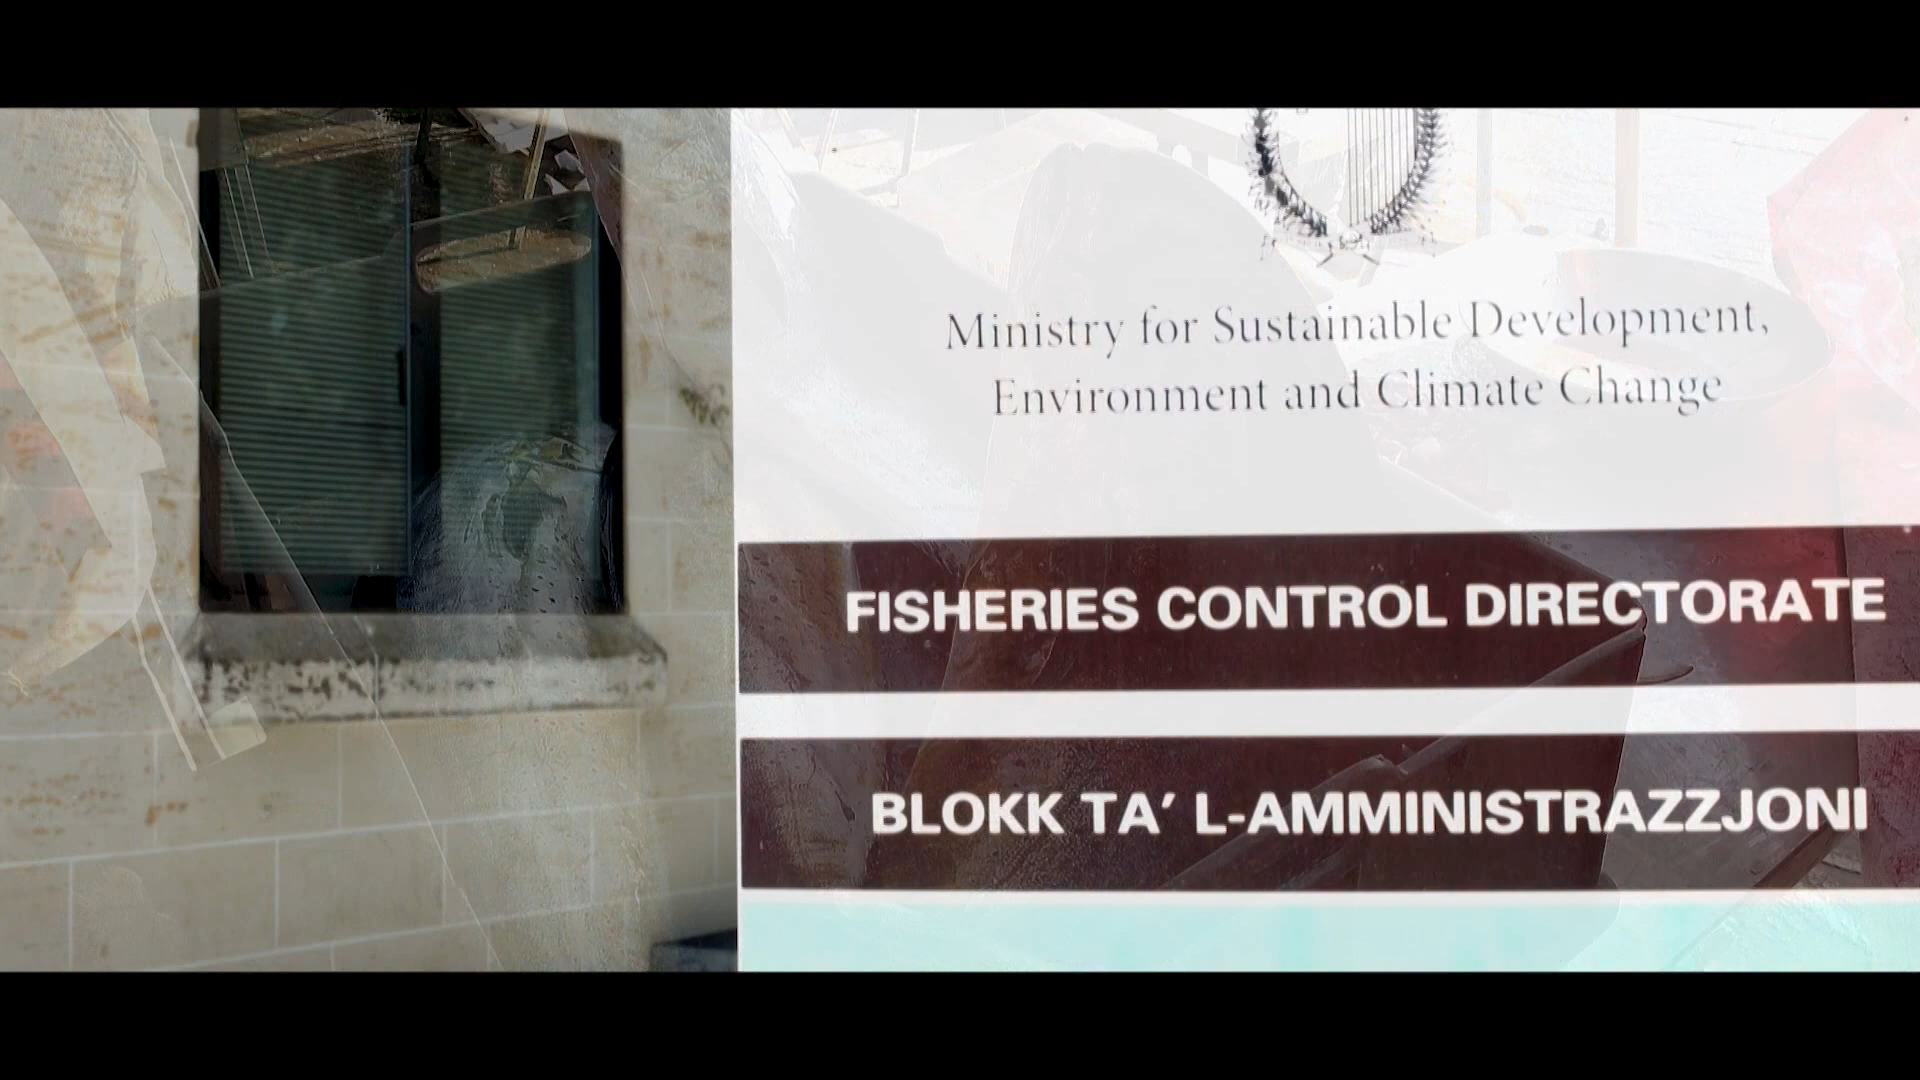 Ministry for Sustainable Development,
Environment and Climate Change
FISHERIES CONTROL DIRECTORATE
BLOKK TA’ L-AMMINISTRAZZJONI